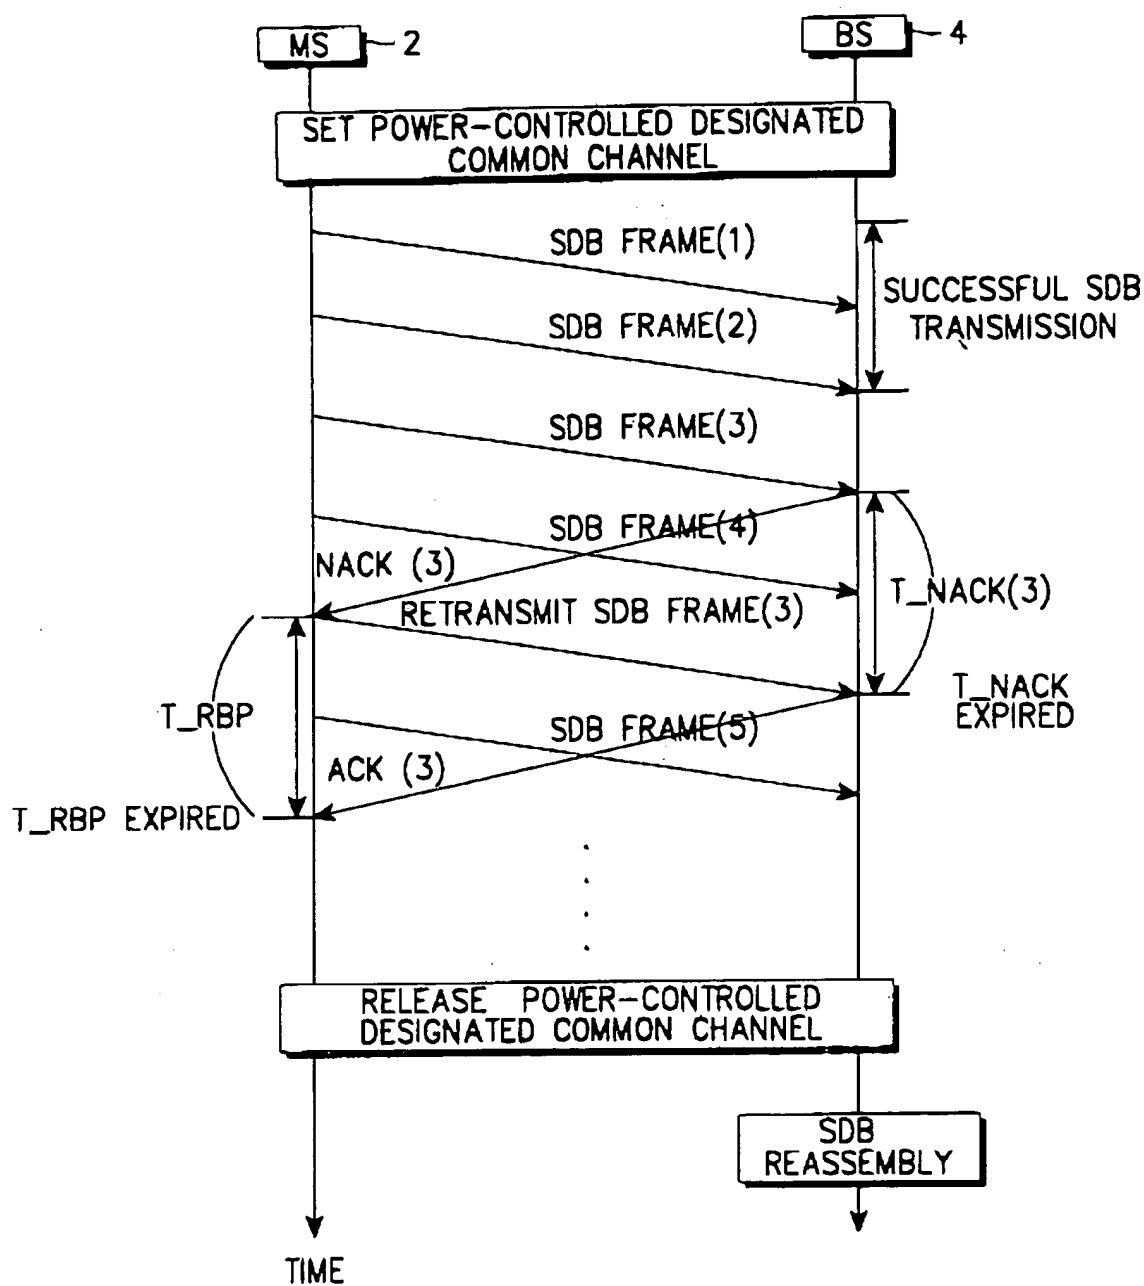 MS 2
BS 4
SET POWER-CONTROLLED DESIGNATED
COMMON CHANNEL
SDB FRAME(1)
SUCCESSFUL SDB
TRANSMISSION
SDB FRAME(2)
SDB FRAME(3)
SDB FRAME(4)
NACK (3)
T_NACK(3)
RETRANSMIT SDB FRAME(3)
T_NACK
EXPIRED
T_RBP
SDB FRAME(5)
ACK (3)
T_RBP EXPIRED
RELEASE POWER-CONTROLLED
DESIGNATED COMMON CHANNEL
SDB
REASSEMBLY
TIME